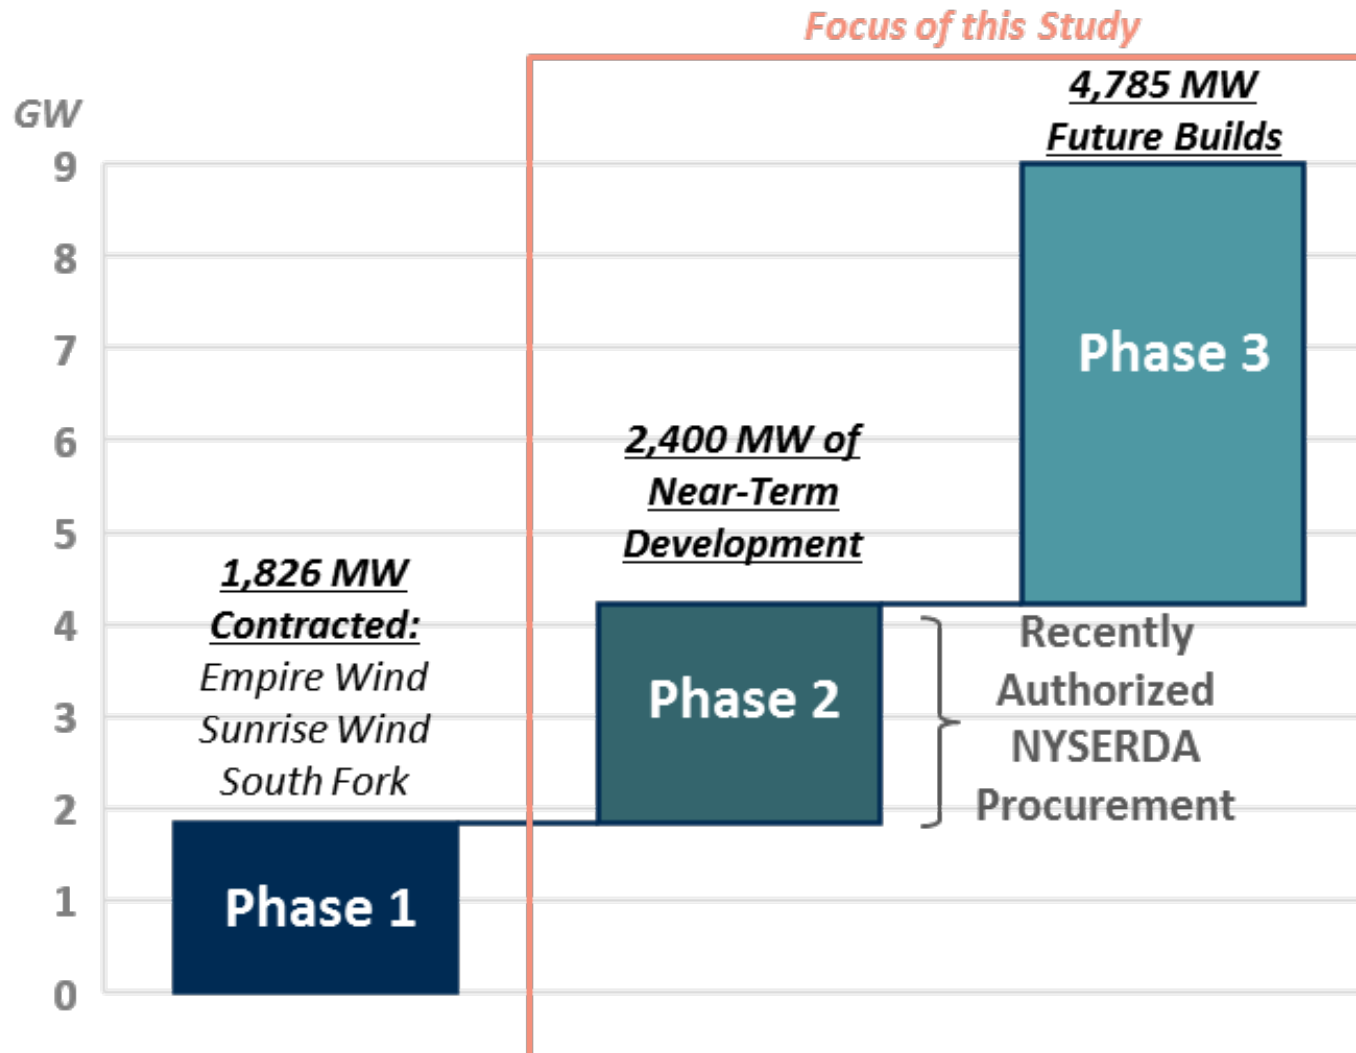 Focus of this Study
GW
9
8
7
6
5
4
3
2
1
0
1,826 MW
Contracted:
Empire Wind
Sunrise Wind
South Fork
Phase 1
2,400 MW of
Near-Term
Development
Phase 2
4,785 MW
Future Builds
Phase 3
Recently
Authorized
NYSERDA
Procurement